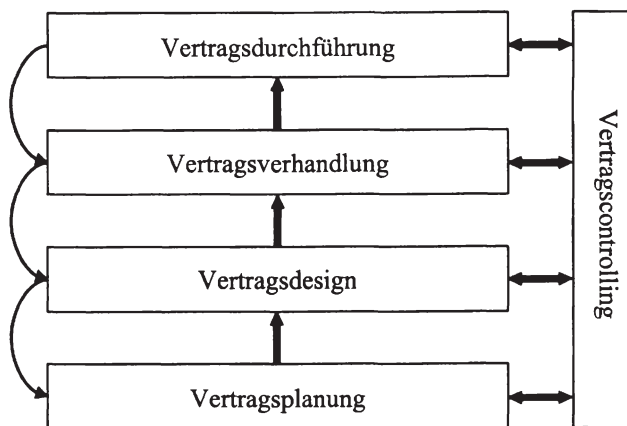 Vertragsdurchführung
Vertragsverhandlung
Vertragsdesign
Vertragsplanung
Vertragscontrolling